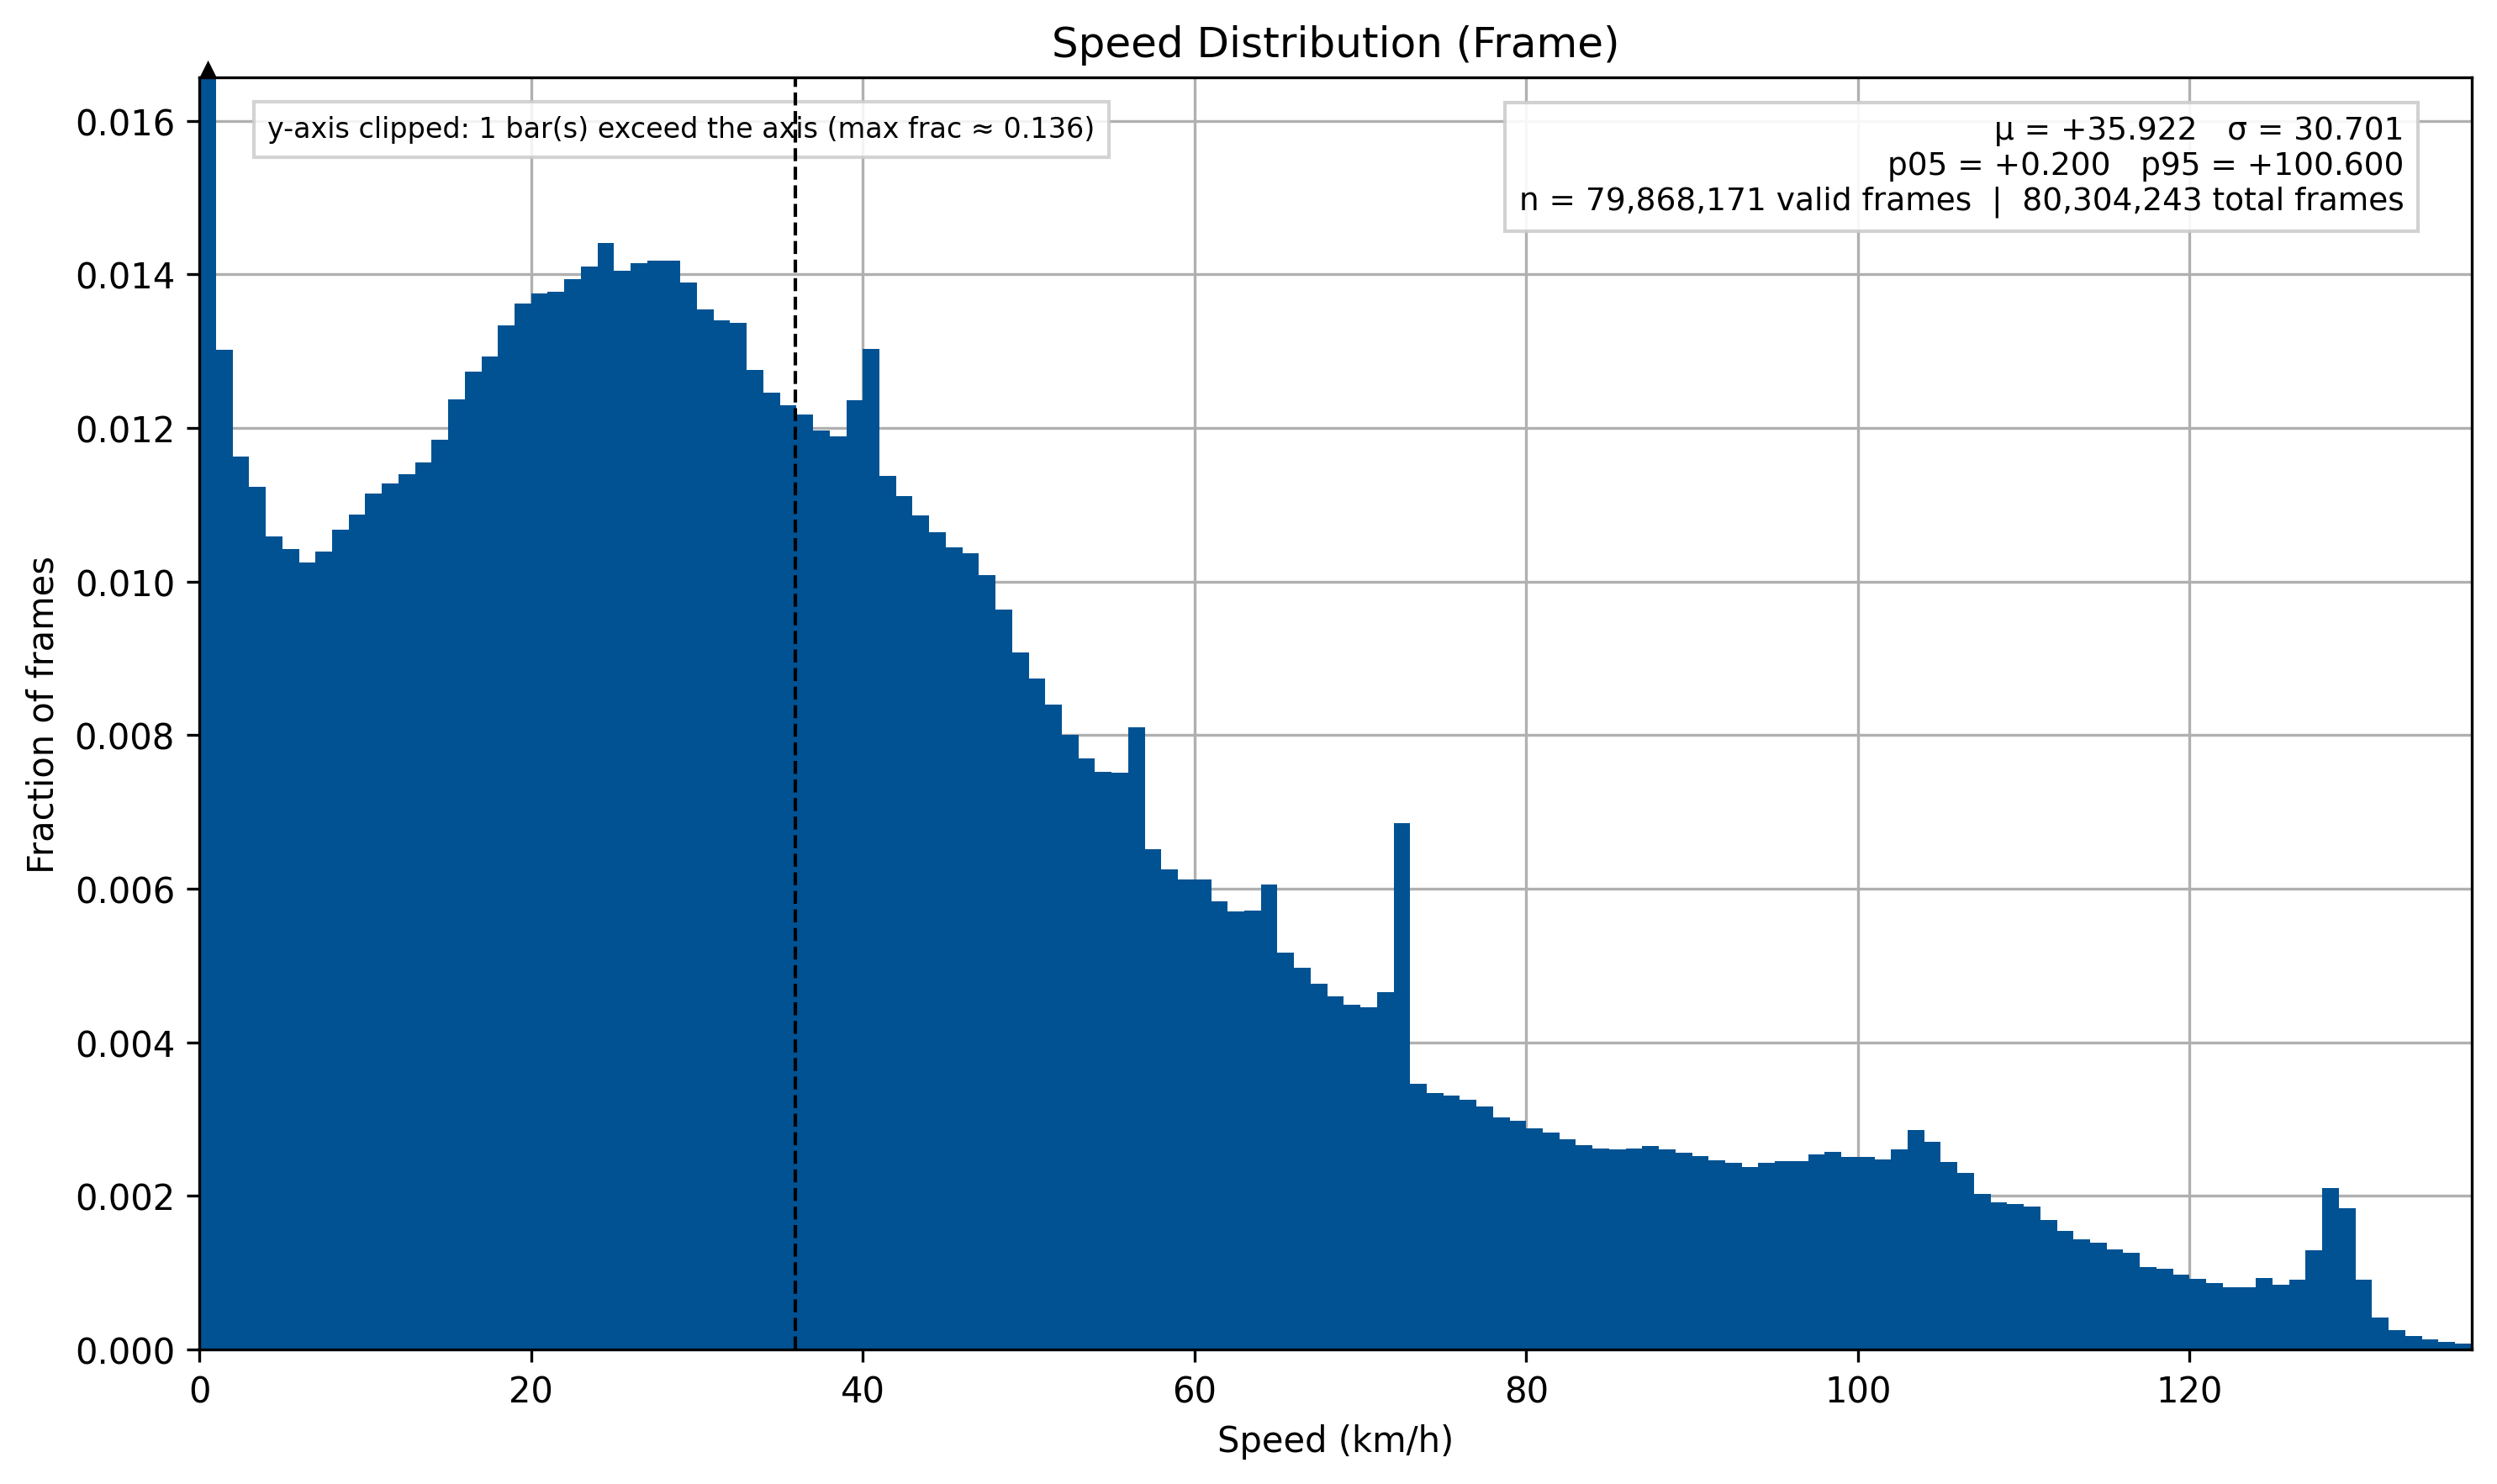 Speed Distribution (Frame)
y-axis clipped: 1 bar(s) exceed the axis (max frac ≈ 0.136)
μ = +35.922   σ = 30.701
p05 = +0.200   p95 = +100.600
n = 79,868,171 valid frames  |  80,304,243 total frames
Fraction of frames
0.016
0.014
0.012
0.010
0.008
0.006
0.004
0.002
0.000
0
20
40
60
80
100
120
Speed (km/h)